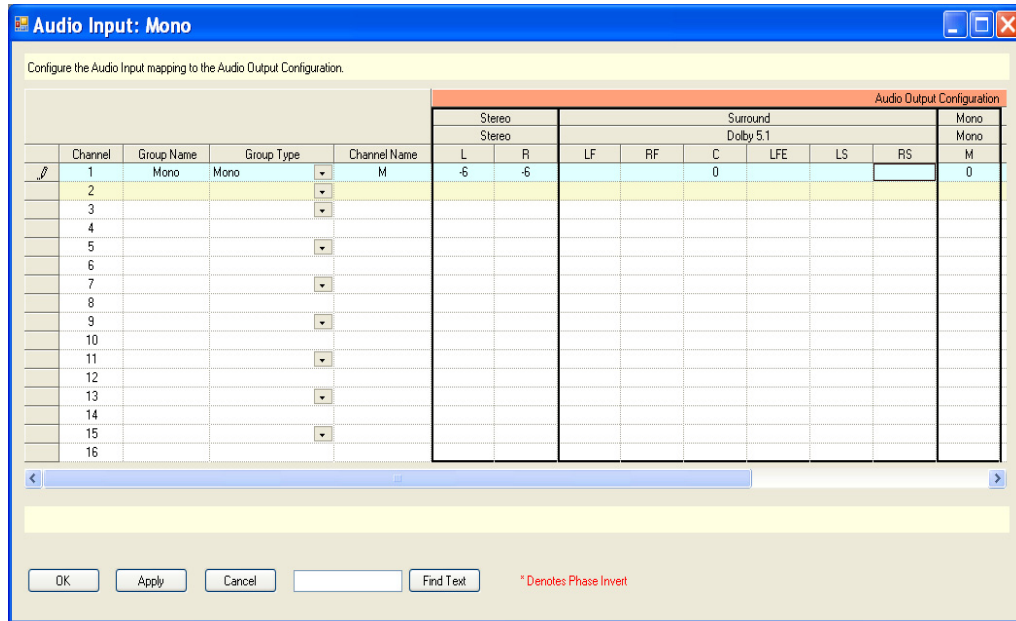 Audio Input: Mono
Configure the Audio Input mapping to the Audio Output Configuration.
Audio Output Configuration
Stereo Surround Mono
Stereo Dolby 5.1 Mono
Channel Group Name Group Type Channel Name L R LF RF C LFE LS RS M
1 Mono Mono M -6 -6 0 0
2
3
4
5
6
7
8
9
10
11
12
13
14
15
16
OK Apply Cancel Find Text * Denotes Phase Invert